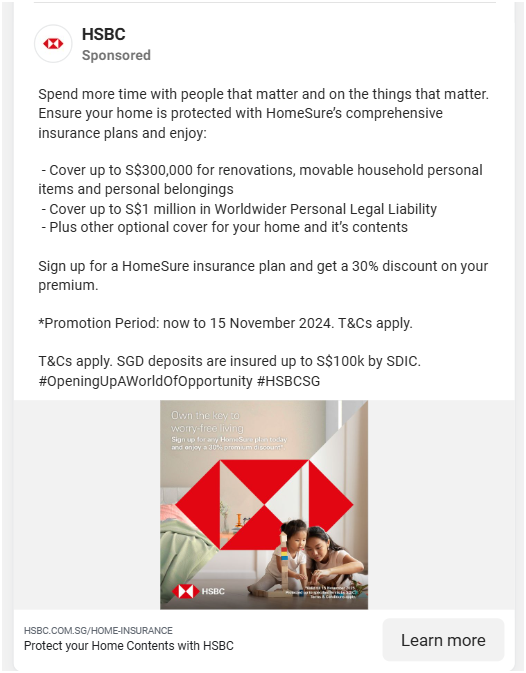 HSBC
Sponsored
Spend more time with people that matter and on the things that matter.
Ensure your home is protected with HomeSure’s comprehensive
insurance plans and enjoy:
- Cover up to S$300,000 for renovations, movable household personal
items and personal belongings
- Cover up to S$1 million in Worldwider Personal Legal Liability
- Plus other optional cover for your home and it’s contents
Sign up for a HomeSure insurance plan and get a 30% discount on your
premium.
*Promotion Period: now to 15 November 2024. T&Cs apply.
T&Cs apply. SGD deposits are insured up to S$100k by SDIC.
#OpeningUpAWorldOfOpportunity #HSBCSG
Own the key to
worry-free living
Sign up for any HomeSure plan today
and enjoy a 30% premium discount*
HSBC
Terms & Conditions apply.
HSBC.COM.SG/HOME-INSURANCE
Protect your Home Contents with HSBC
Learn more